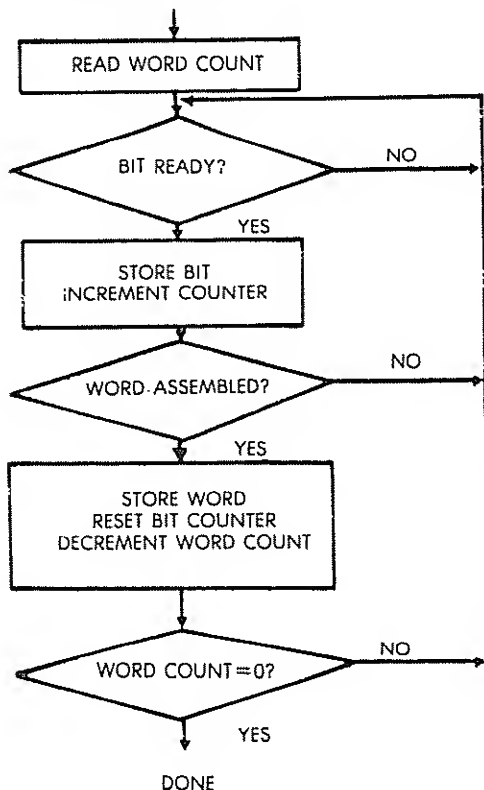 READ WORD COUNT
BIT READY?
NO
YES
STORE BIT
INCREMENT COUNTER
WORD-ASSEMBLED?
NO
YES
STORE WORD
RESET BIT COUNTER
DECREMENT WORD COUNT
WORD COUNT=0?
NO
YES
DONE